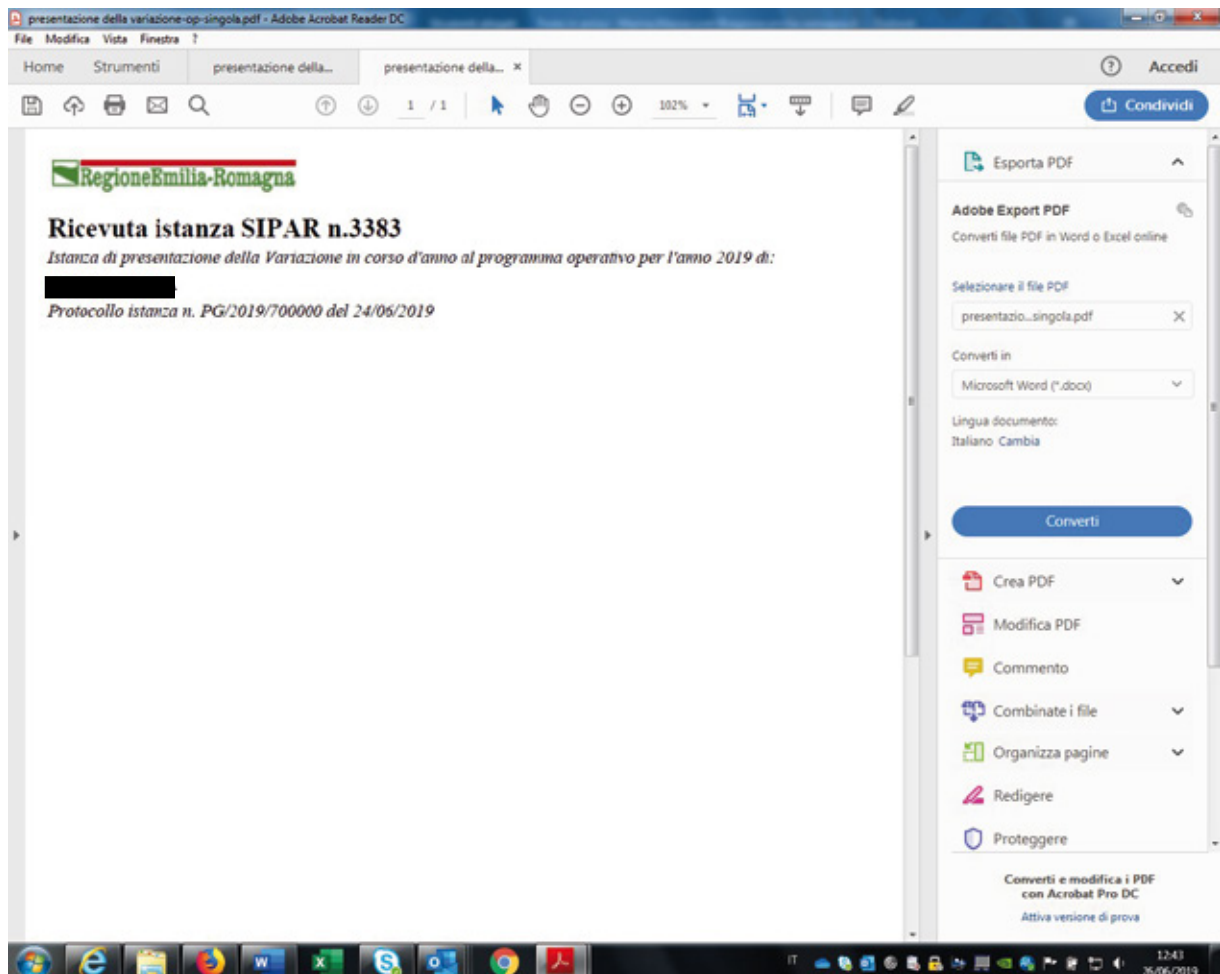 presentazione della variazione-op-singola.pdf - Adobe Acrobat Reader DC
File Modifica Vista Finestra ?
Home Strumenti presentazione della... presentazione della... × Accedi
1 / 1 102% Condividi
RegioneEmilia-Romagna
Ricevuta istanza SIPAR n.3383
Istanza di presentazione della Variazione in corso d'anno al programma operativo per l'anno 2019 di:
Protocollo istanza n. PG/2019/700000 del 24/06/2019
Esporta PDF
Adobe Export PDF
Converti file PDF in Word o Excel online
Selezionare il file PDF
presentazio...singola.pdf
Converti in
Microsoft Word (*.docx)
Lingua documento:
Italiano Cambia
Converti
Crea PDF
Modifica PDF
Commento
Combinate i file
Organizza pagine
Redigere
Proteggere
Converti e modifica i PDF
con Acrobat Pro DC
Attiva versione di prova
IT 12:43
/06/2019